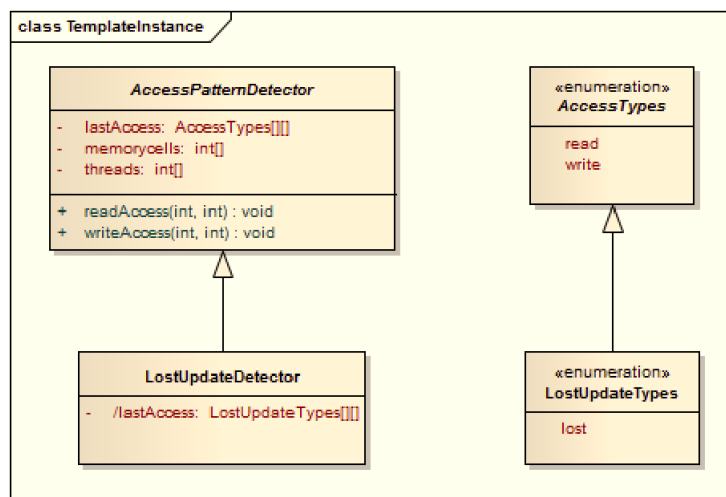 class TemplateInstance
AccessPatternDetector
- lastAccess: AccessTypes[][]
- memorycells: int[]
- threads: int[]
+ readAccess(int, int) : void
+ writeAccess(int, int) : void
«enumeration»
AccessTypes
read
write
LostUpdateDetector
- /lastAccess: LostUpdateTypes[][]
«enumeration»
LostUpdateTypes
lost